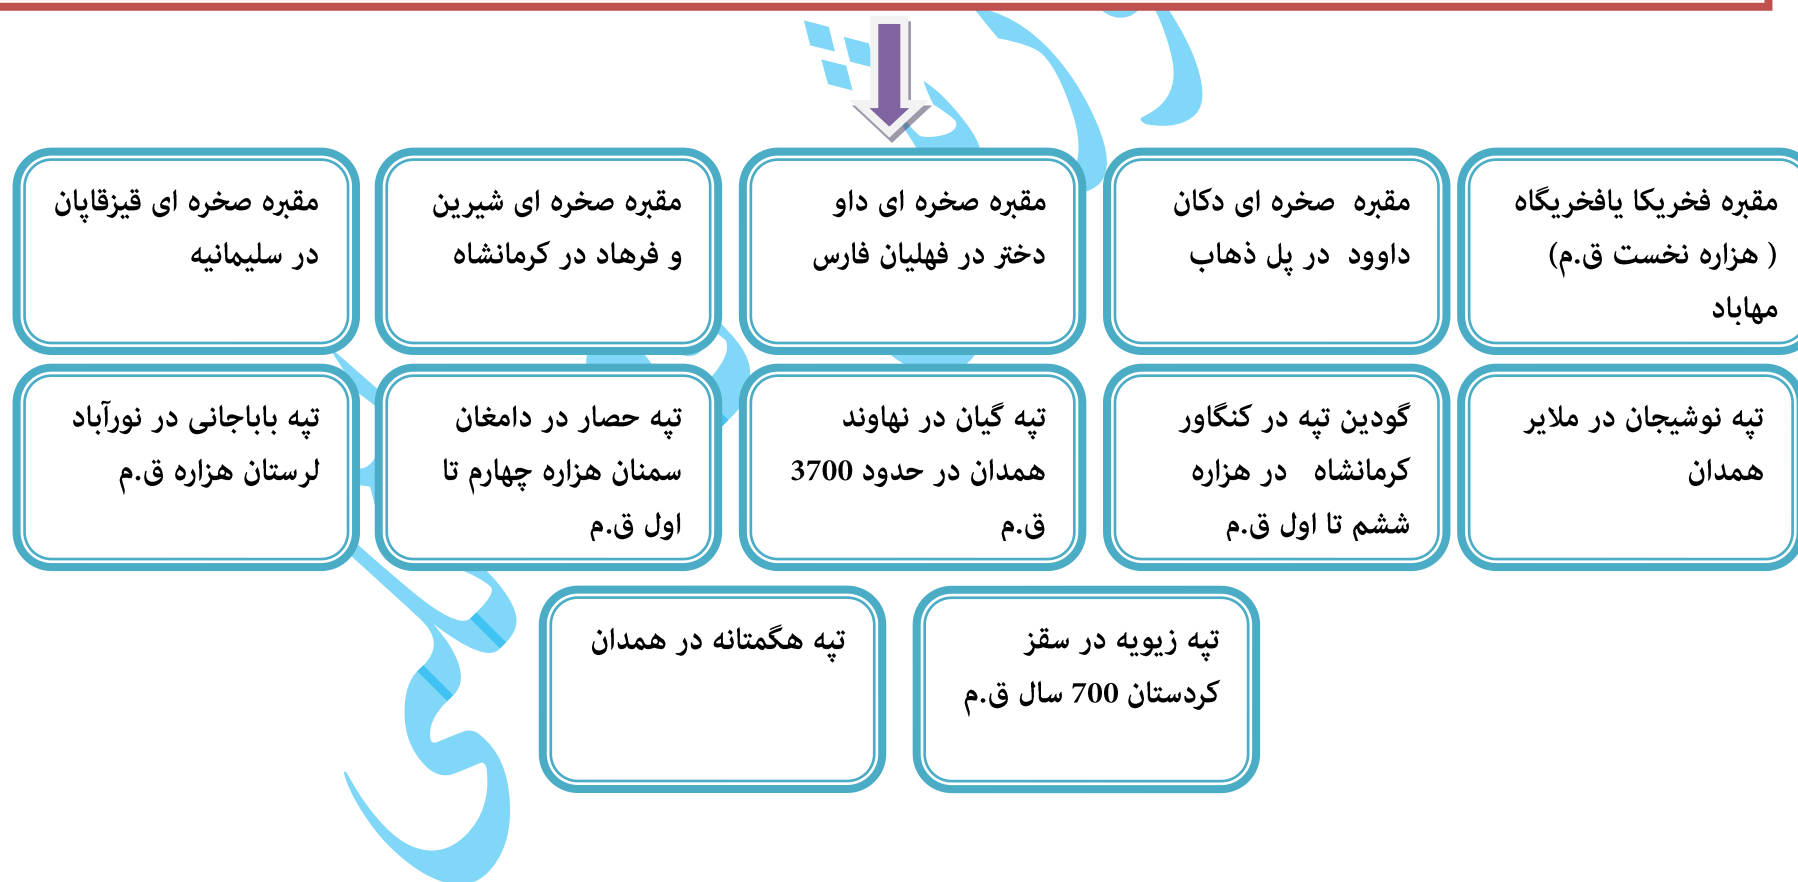 مقبره فخریکا یافخریگاه
( هزاره نخست ق.م)
مهاباد
مقبره صخره ای دکان
داوود در پل ذهاب
مقبره صخره ای داو
دختر در فهلیان فارس
مقبره صخره ای شیرین
و فرهاد در کرمانشاه
مقبره صخره ای قیزقاپان
در سلیمانیه
تپه نوشیجان در ملایر
همدان
گودین تپه در کنگاور
کرمانشاه در هزاره
ششم تا اول ق.م
تپه گیان در نهاوند
همدان در حدود 3700
ق.م
تپه حصار در دامغان
سمنان هزاره چهارم تا
اول ق.م
تپه باباجانی در نورآباد
لرستان هزاره ق.م
تپه زیویه در سقز
کردستان 700 سال ق.م
تپه هگمتانه در همدان